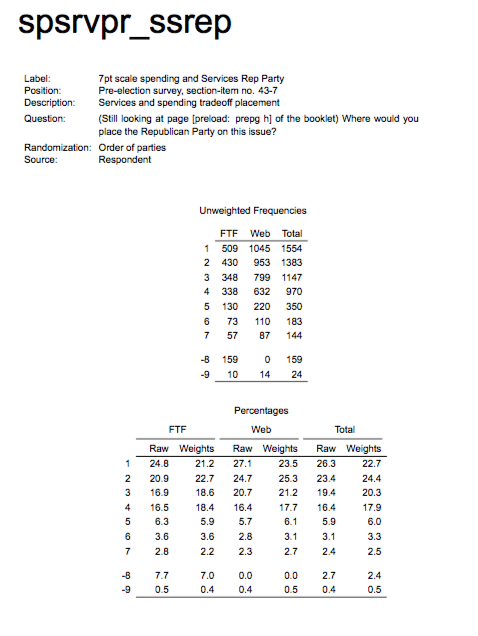 spsrvpr_ssrep
Label: 7pt scale spending and Services Rep Party
Position: Pre-election survey, section-item no. 43-7
Description: Services and spending tradeoff placement
Question: (Still looking at page [preload: prepg h] of the booklet) Where would you
place the Republican Party on this issue?
Randomization: Order of parties
Source: Respondent
Unweighted Frequencies
FTF Web Total
1 509 1045 1554
2 430 953 1383
3 348 799 1147
4 338 632 970
5 130 220 350
6 73 110 183
7 57 87 144
-8 159 0 159
-9 10 14 24
Percentages
FTF Web Total
Raw Weights Raw Weights Raw Weights
1 24.8 21.2 27.1 23.5 26.3 22.7
2 20.9 22.7 24.7 25.3 23.4 24.4
3 16.9 18.6 20.7 21.2 19.4 20.3
4 16.5 18.4 16.4 17.7 16.4 17.9
5 6.3 5.9 5.7 6.1 5.9 6.0
6 3.6 3.6 2.8 3.1 3.1 3.3
7 2.8 2.2 2.3 2.7 2.4 2.5
-8 7.7 7.0 0.0 0.0 2.7 2.4
-9 0.5 0.4 0.4 0.5 0.4 0.5